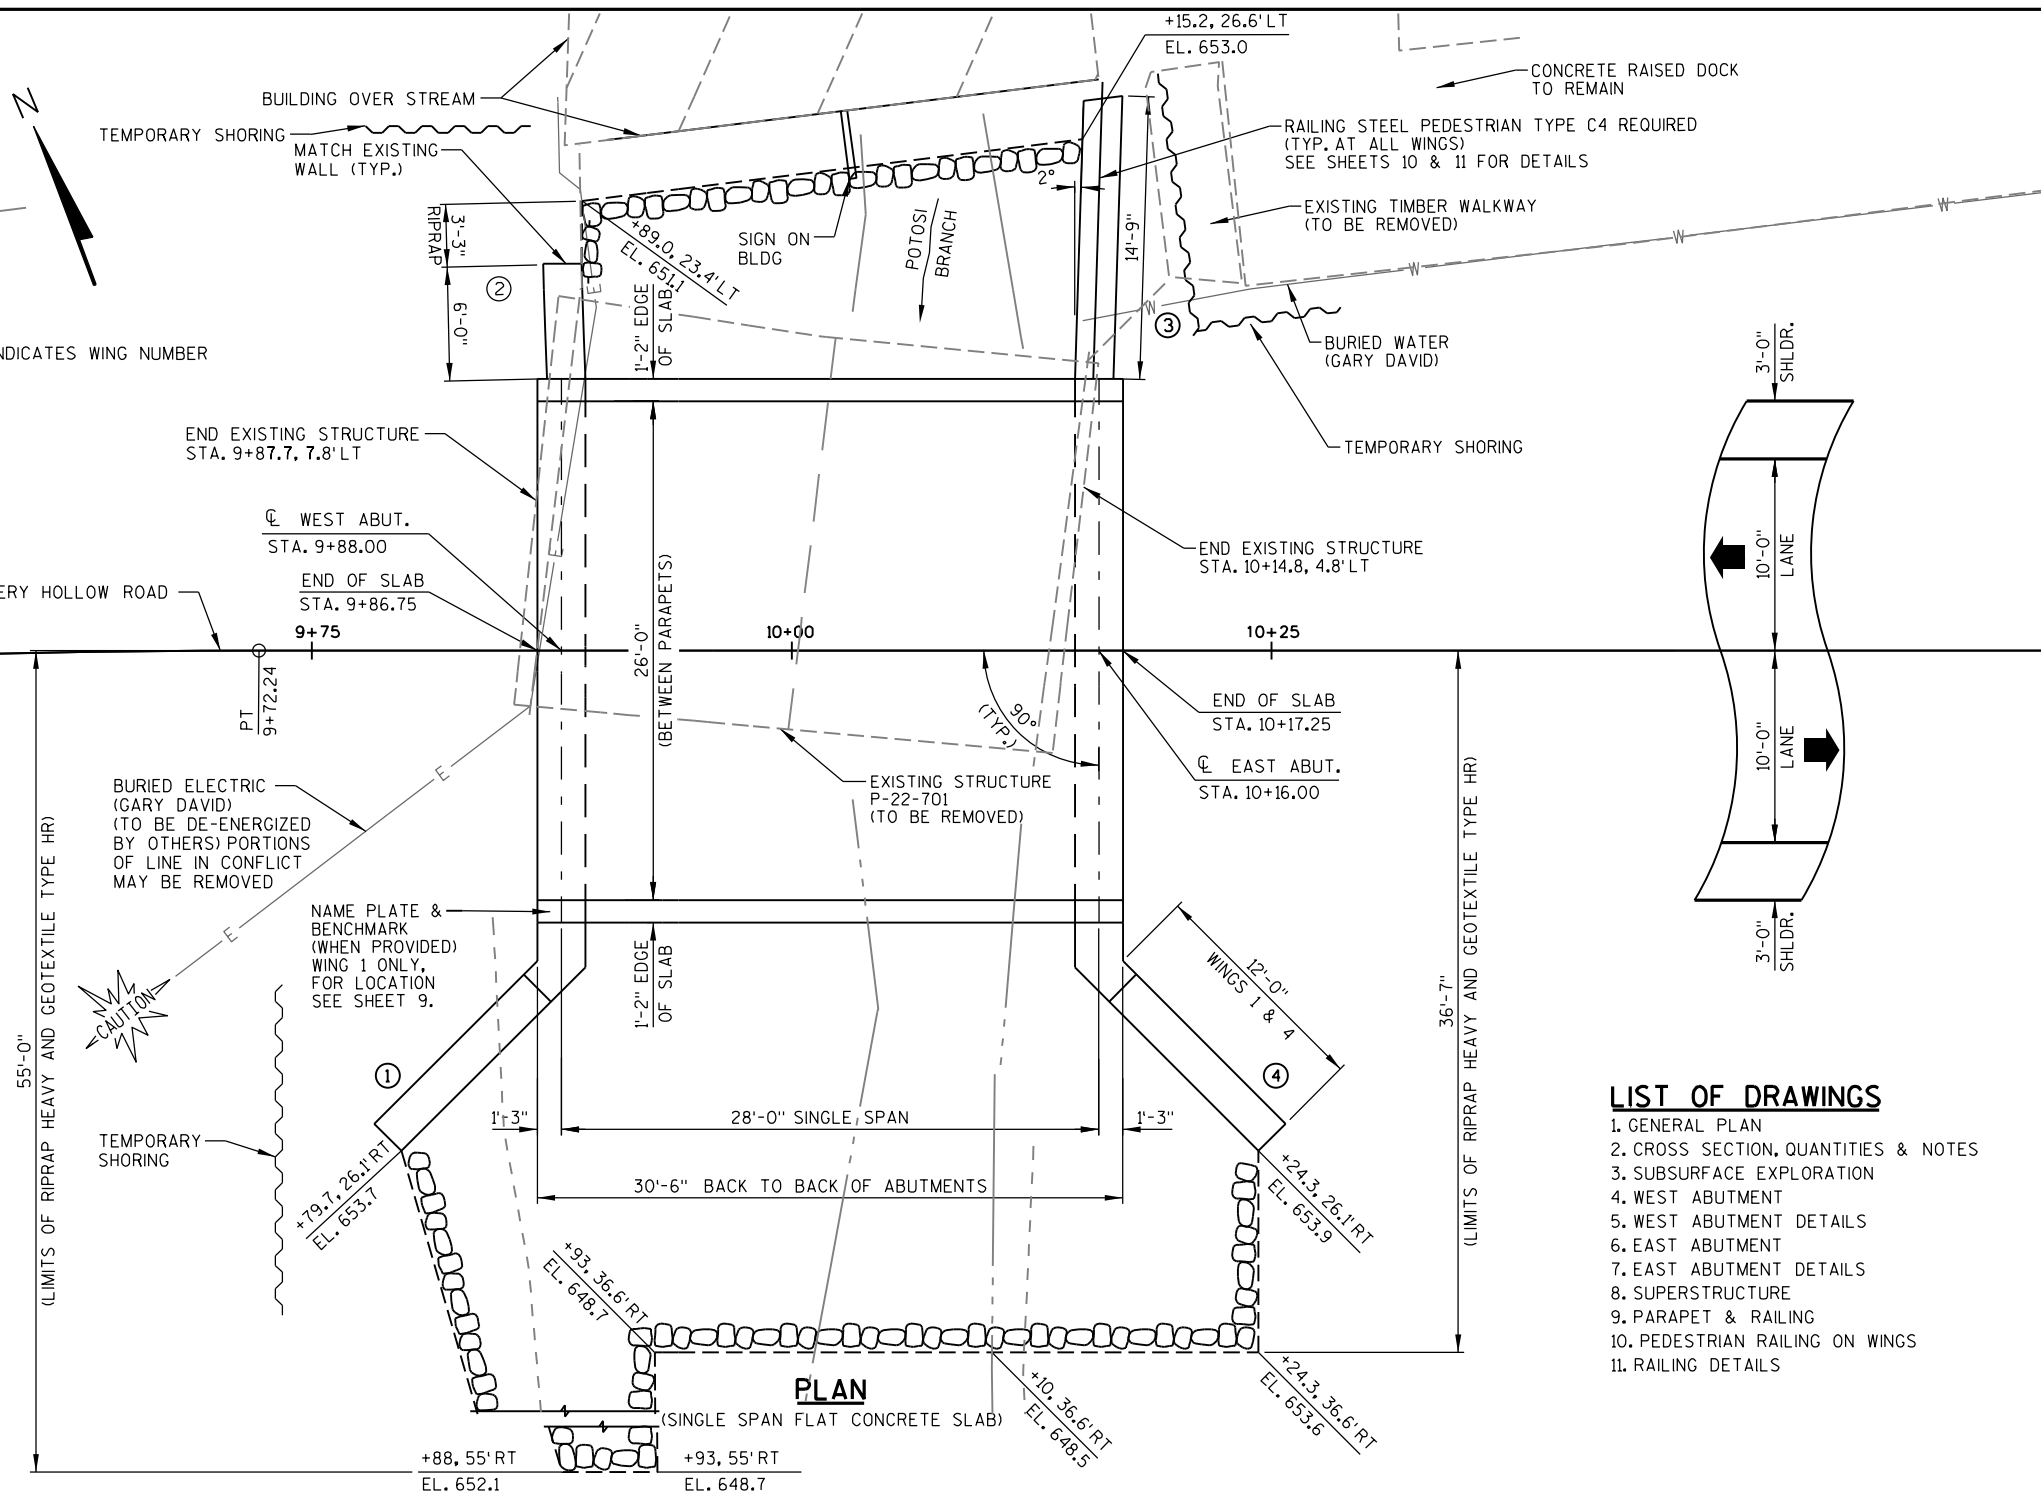 +15.2, 26.6' LT
EL. 653.0
N
BUILDING OVER STREAM
TEMPORARY SHORING
MATCH EXISTING
WALL (TYP.)
CONCRETE RAISED DOCK
TO REMAIN
RAILING STEEL PEDESTRIAN TYPE C4 REQUIRED
(TYP. AT ALL WINGS)
SEE SHEETS 10 & 11 FOR DETAILS
2°
EXISTING TIMBER WALKWAY
(TO BE REMOVED)
3'-3"
RIPRAP
+89.0, 23.4' LT
EL. 651.1
SIGN ON
BLDG
POTOSI
BRANCH
14'-9"
W
W
W
W
2
6'-0"
E
1'-2" EDGE
OF SLAB
3
BURIED WATER
(GARY DAVID)
NDICATES WING NUMBER
TEMPORARY SHORING
3'-0"
SHLDR.
END EXISTING STRUCTURE
STA. 9+87.7, 7.8' LT
℄ WEST ABUT.
STA. 9+88.00
END OF SLAB
STA. 9+86.75
E
END EXISTING STRUCTURE
STA. 10+14.8, 4.8' LT
10'-0"
LANE
ERY HOLLOW ROAD
9+75
10+00
10+25
26'-0"
(BETWEEN PARAPETS)
PT
9+72.24
90°
(TYP.)
END OF SLAB
STA. 10+17.25
℄ EAST ABUT.
STA. 10+16.00
10'-0"
LANE
E
BURIED ELECTRIC
(GARY DAVID)
(TO BE DE-ENERGIZED
BY OTHERS) PORTIONS
OF LINE IN CONFLICT
MAY BE REMOVED
EXISTING STRUCTURE
P-22-701
(TO BE REMOVED)
E
NAME PLATE &
BENCHMARK
(WHEN PROVIDED)
WING 1 ONLY,
FOR LOCATION
SEE SHEET 9.
1'-2" EDGE
OF SLAB
12'-0"
WINGS 1 & 4
3'-0"
SHLDR.
CAUTION
55'-0"
(LIMITS OF RIPRAP HEAVY AND GEOTEXTILE TYPE HR)
36'-7"
(LIMITS OF RIPRAP HEAVY AND GEOTEXTILE TYPE HR)
1
4
1'-3"
28'-0" SINGLE SPAN
1'-3"
TEMPORARY
SHORING
30'-6" BACK TO BACK OF ABUTMENTS
+79.7, 26.1' RT
EL. 653.7
+24.3, 26.1' RT
EL. 653.9
+93, 36.6' RT
EL. 648.7
+10, 36.6' RT
EL. 648.5
+24.3, 36.6' RT
EL. 653.6
PLAN
(SINGLE SPAN FLAT CONCRETE SLAB)
+88, 55' RT
EL. 652.1
+93, 55' RT
EL. 648.7
LIST OF DRAWINGS
1. GENERAL PLAN
2. CROSS SECTION, QUANTITIES & NOTES
3. SUBSURFACE EXPLORATION
4. WEST ABUTMENT
5. WEST ABUTMENT DETAILS
6. EAST ABUTMENT
7. EAST ABUTMENT DETAILS
8. SUPERSTRUCTURE
9. PARAPET & RAILING
10. PEDESTRIAN RAILING ON WINGS
11. RAILING DETAILS